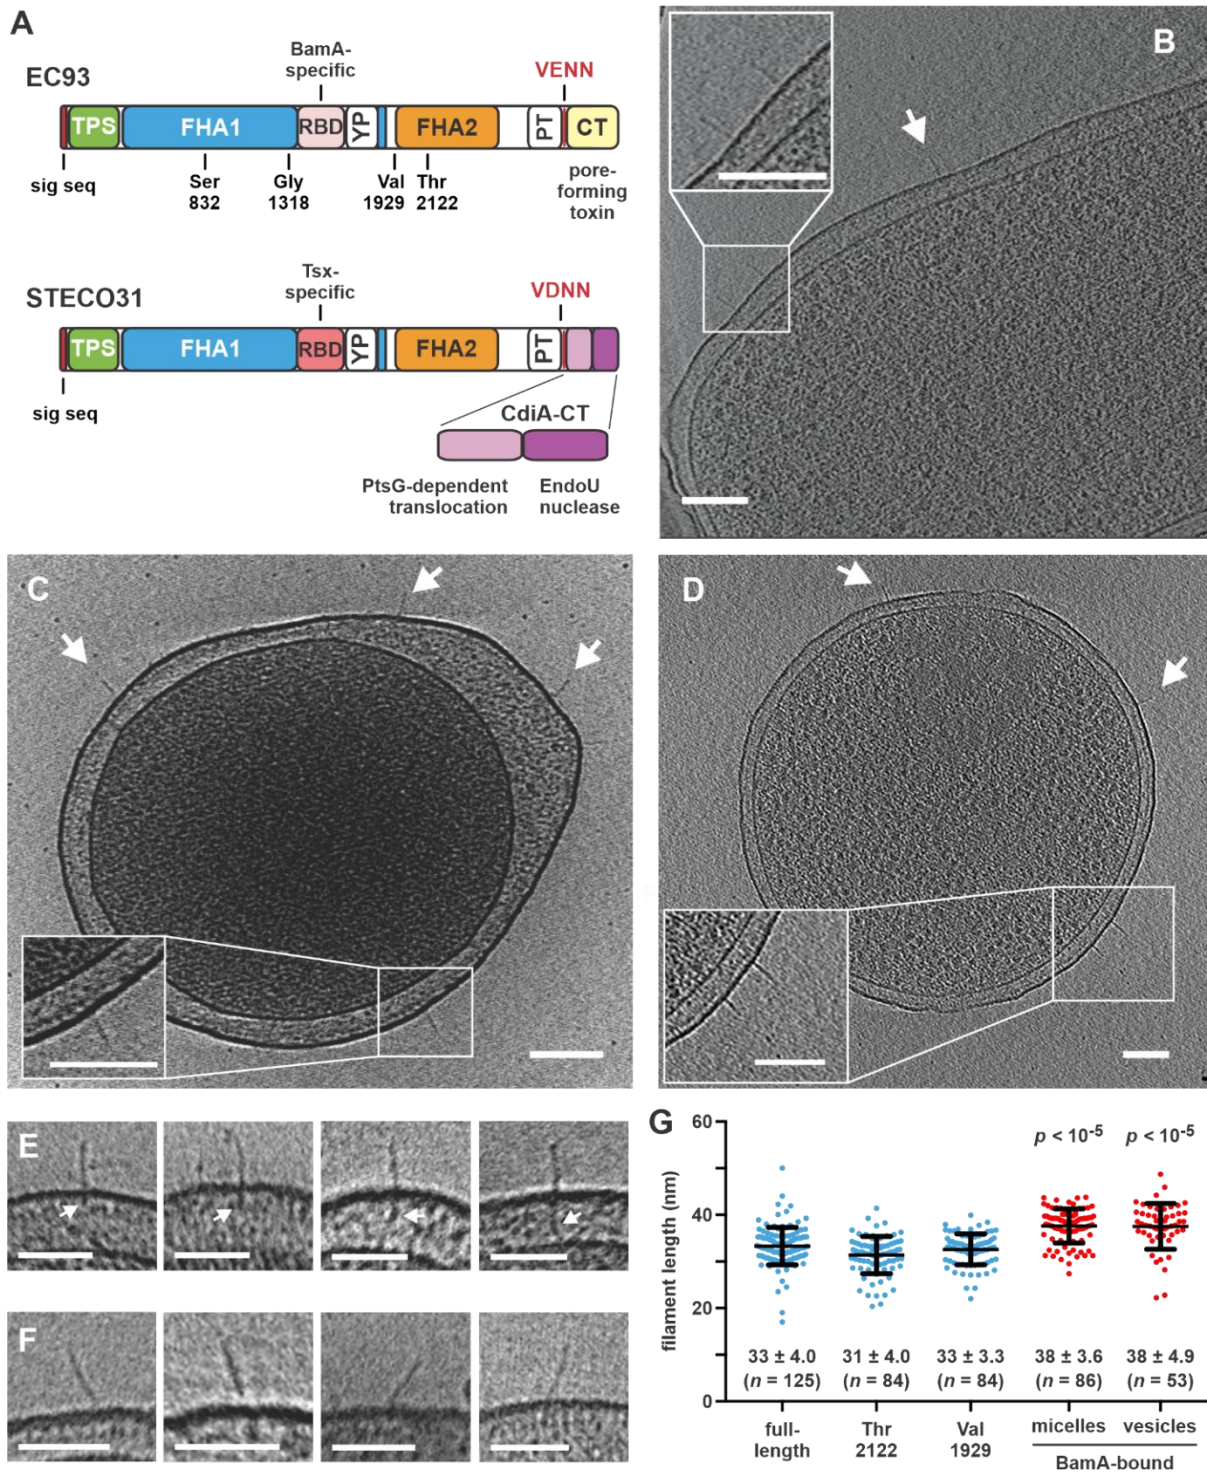 A
EC93
BamA-
specific
VENN
TPS
FHA1
RBD
YP
FHA2
PT
CT
sig seq
Ser
832
Gly
1318
Val
1929
Thr
2122
pore-
forming
toxin
STECO31
Tsx-
specific
VDNN
TPS
FHA1
RBD
YP
FHA2
PT
sig seq
CdiA-CT
PtsG-dependent
translocation
EndoU
nuclease
B
C
D
E
F
G
filament length (nm)
60
40
20
0
p < 10-5
p < 10-5
33 ± 4.0
(n = 125)
31 ± 4.0
(n = 84)
33 ± 3.3
(n = 84)
38 ± 3.6
(n = 86)
38 ± 4.9
(n = 53)
full-
length
Thr
2122
Val
1929
micelles
vesicles
BamA-bound